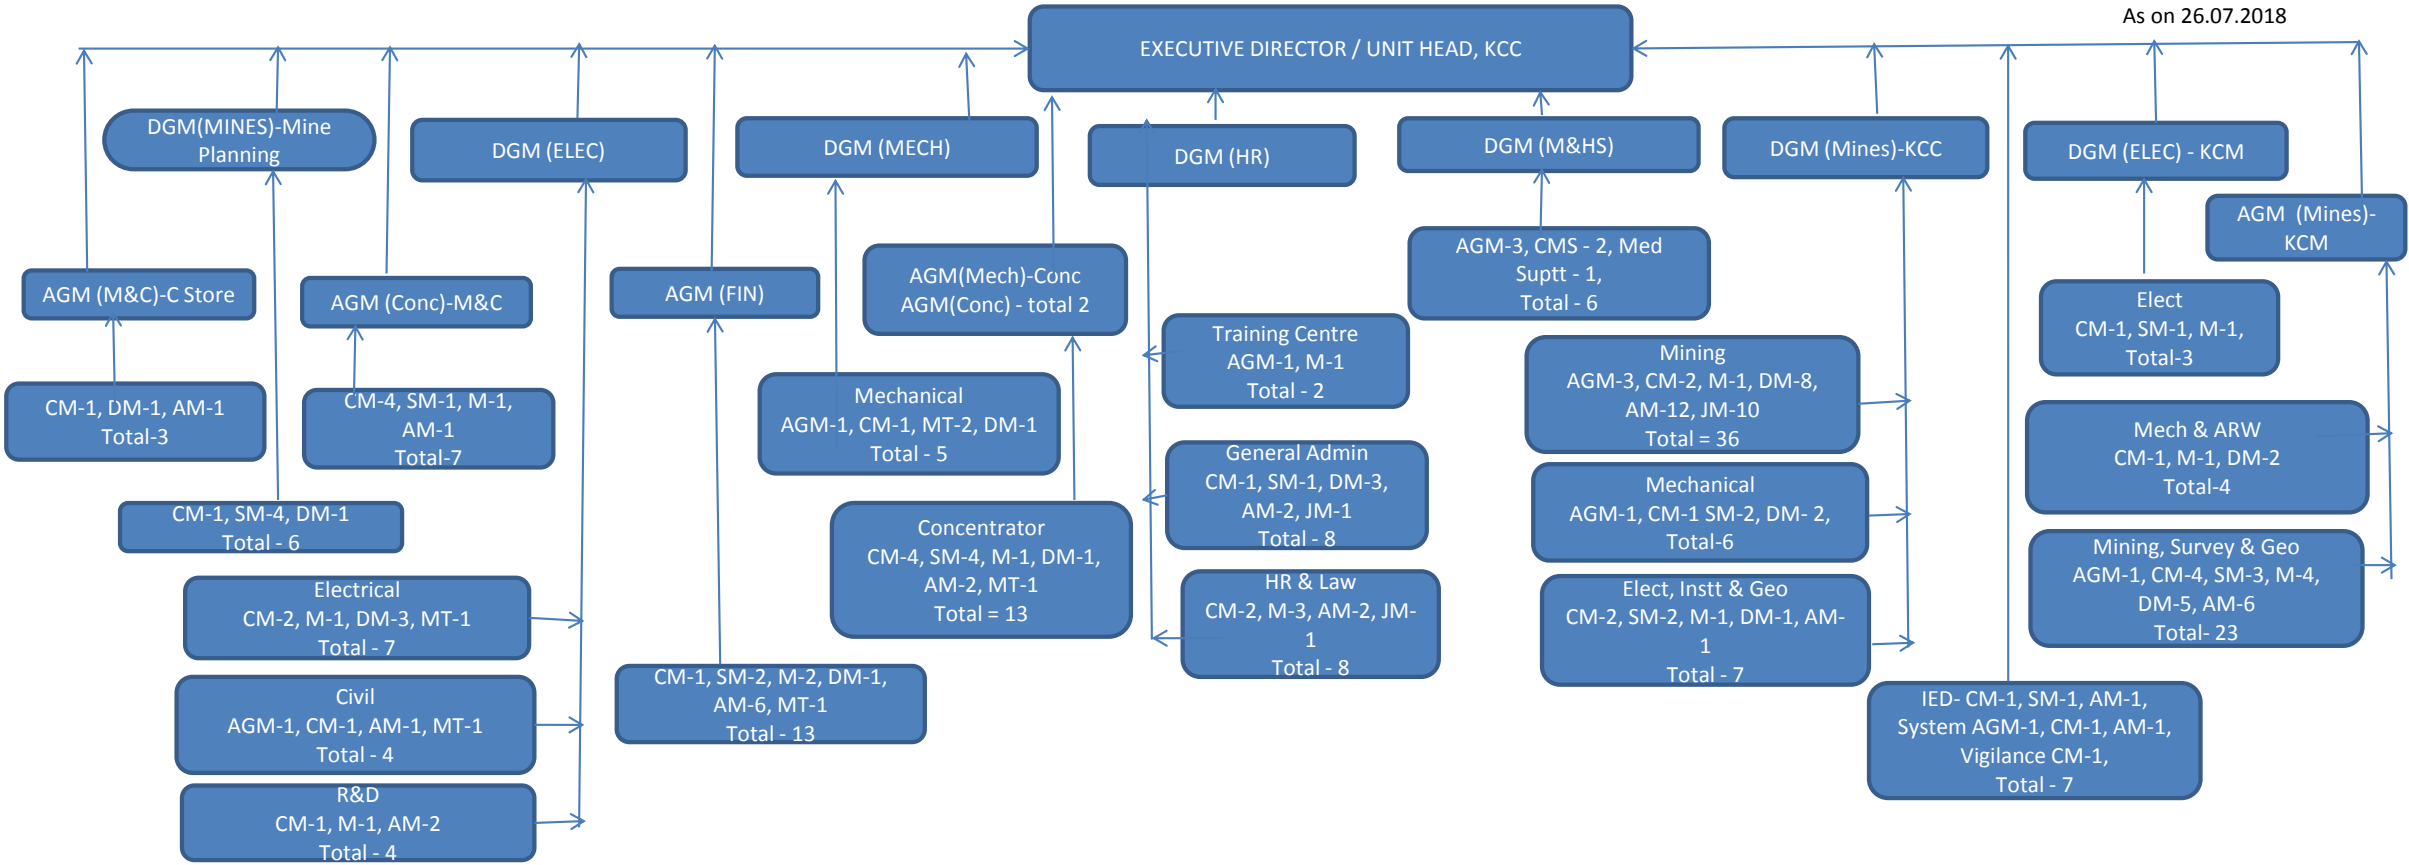 As on 26.07.2018
EXECUTIVE DIRECTOR / UNIT HEAD, KCC
DGM(MINES)-Mine
Planning
DGM (ELEC)
DGM (MECH)
DGM (HR)
DGM (M&HS)
DGM (Mines)-KCC
DGM (ELEC) - KCM
AGM  (Mines)-
KCM
AGM (M&C)-C Store
AGM (Conc)-M&C
AGM (FIN)
AGM(Mech)-Conc
AGM(Conc) - total 2
AGM-3, CMS - 2, Med
Suptt - 1,
Total - 6
Elect
CM-1, SM-1, M-1,
Total-3
Training Centre
AGM-1, M-1
Total - 2
Mining
AGM-3, CM-2, M-1, DM-8,
AM-12, JM-10
Total = 36
CM-1, DM-1, AM-1
Total-3
CM-4, SM-1, M-1,
AM-1
Total-7
Mechanical
AGM-1, CM-1, MT-2, DM-1
Total - 5
General Admin
CM-1, SM-1, DM-3,
AM-2, JM-1
Total - 8
Mechanical
AGM-1, CM-1 SM-2, DM- 2,
Total-6
Mech & ARW
CM-1, M-1, DM-2
Total-4
CM-1, SM-4, DM-1
Total - 6
Concentrator
CM-4, SM-4, M-1, DM-1,
AM-2, MT-1
Total = 13
HR & Law
CM-2, M-3, AM-2, JM-
1
Total - 8
Elect, Instt & Geo
CM-2, SM-2, M-1, DM-1, AM-
1
Total - 7
Mining, Survey & Geo
AGM-1, CM-4, SM-3, M-4,
DM-5, AM-6
Total- 23
Electrical
CM-2, M-1, DM-3, MT-1
Total - 7
Civil
AGM-1, CM-1, AM-1, MT-1
Total - 4
R&D
CM-1, M-1, AM-2
Total - 4
CM-1, SM-2, M-2, DM-1,
AM-6, MT-1
Total - 13
IED- CM-1, SM-1, AM-1,
System AGM-1, CM-1, AM-1,
Vigilance CM-1,
Total - 7